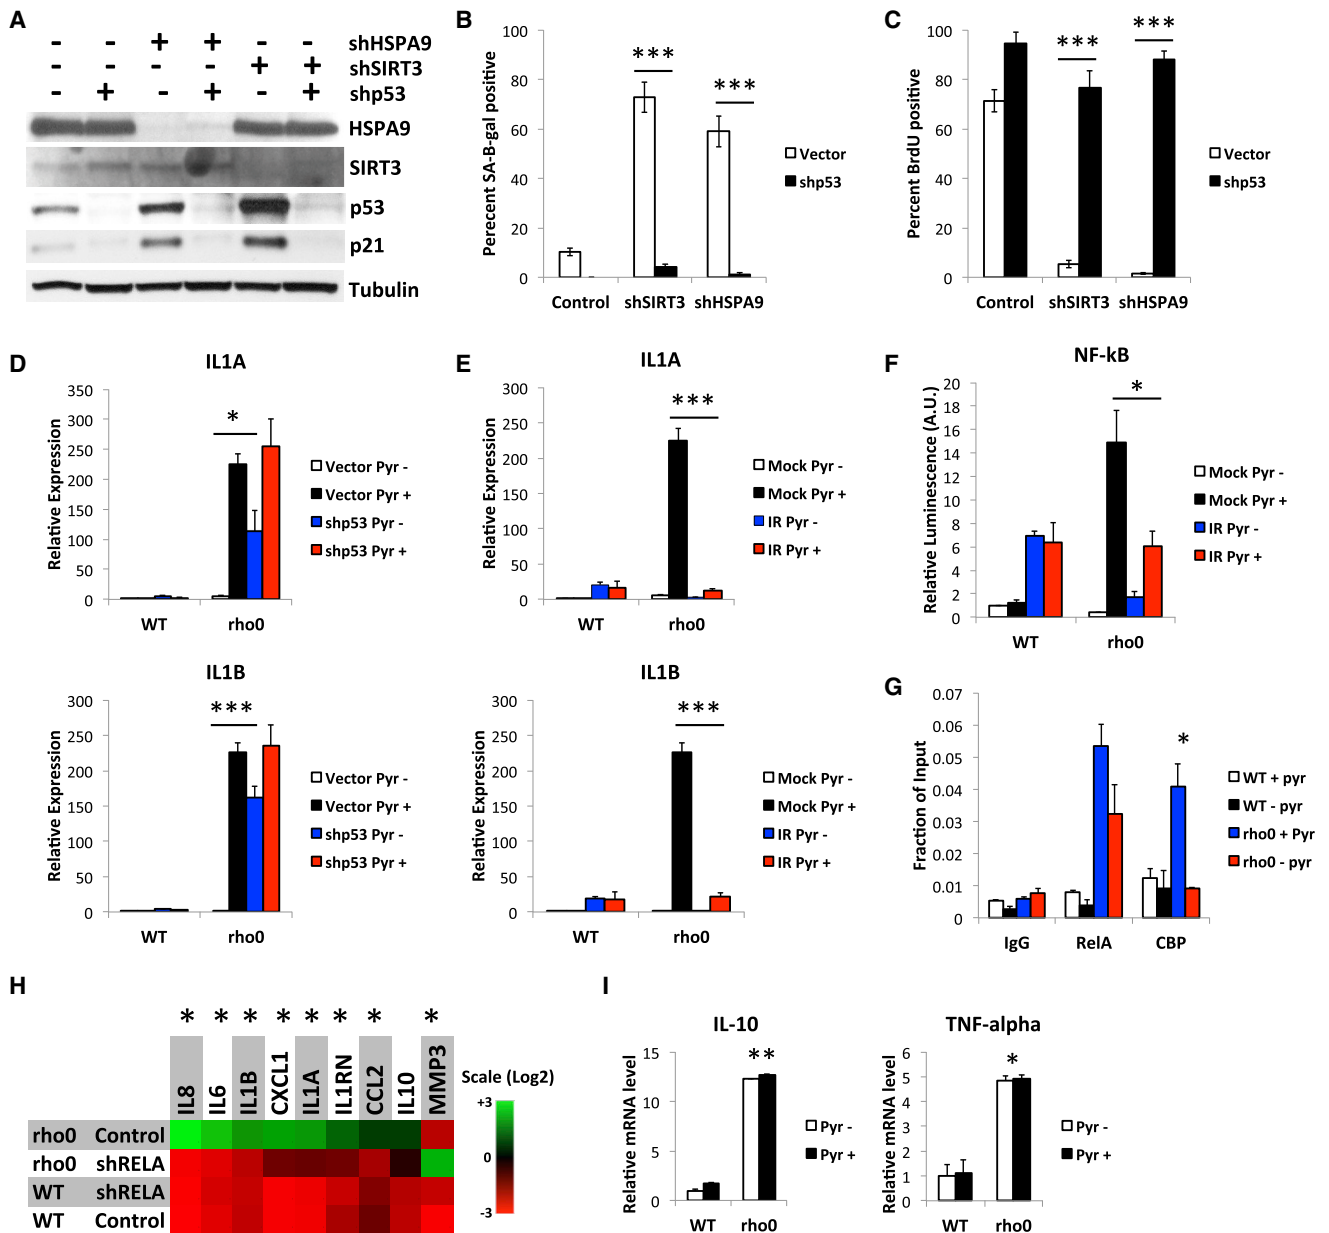 A
- - + + - - shHSPA9
- - - - + + shSIRT3
- + - + - + shp53
HSPA9
SIRT3
p53
p21
Tubulin
B
Perecent SA-B-gal positive
100
80
60
40
20
0
***
***
Control shSIRT3 shHSPA9
Vector
shp53
C
Percent BrdU positive
100
80
60
40
20
0
***
***
Control shSIRT3 shHSPA9
Vector
shp53
D
IL1A
Relative Expression
350
300
250
200
150
100
50
0
*
WT rho0
Vector Pyr -
Vector Pyr +
shp53 Pyr -
shp53 Pyr +
IL1B
Relative Expression
300
250
200
150
100
50
0
***
WT rho0
Vector Pyr -
Vector Pyr +
shp53 Pyr -
shp53 Pyr +
E
IL1A
Relative Expression
300
250
200
150
100
50
0
***
WT rho0
Mock Pyr -
Mock Pyr +
IR Pyr -
IR Pyr +
IL1B
Relative Expression
300
250
200
150
100
50
0
***
WT rho0
Mock Pyr -
Mock Pyr +
IR Pyr -
IR Pyr +
F
NF-kB
Relative Luminescence (A.U.)
20
18
16
14
12
10
8
6
4
2
0
*
WT rho0
Mock Pyr -
Mock Pyr +
IR Pyr -
IR Pyr +
G
Fraction of Input
0.07
0.06
0.05
0.04
0.03
0.02
0.01
0
*
IgG RelA CBP
WT + pyr
WT - pyr
rho0 + Pyr
rho0 - pyr
H
* * * * * * * *
IL8 IL6 IL1B CXCL1 IL1A IL1RN CCL2 IL10 MMP3
rho0 Control
rho0 shRELA
WT shRELA
WT Control
Scale (Log2)
+3
0
-3
I
IL-10
Relative mRNA level
15
10
5
0
**
WT rho0
Pyr -
Pyr +
TNF-alpha
Relative mRNA level
6
5
4
3
2
1
0
*
WT rho0
Pyr -
Pyr +